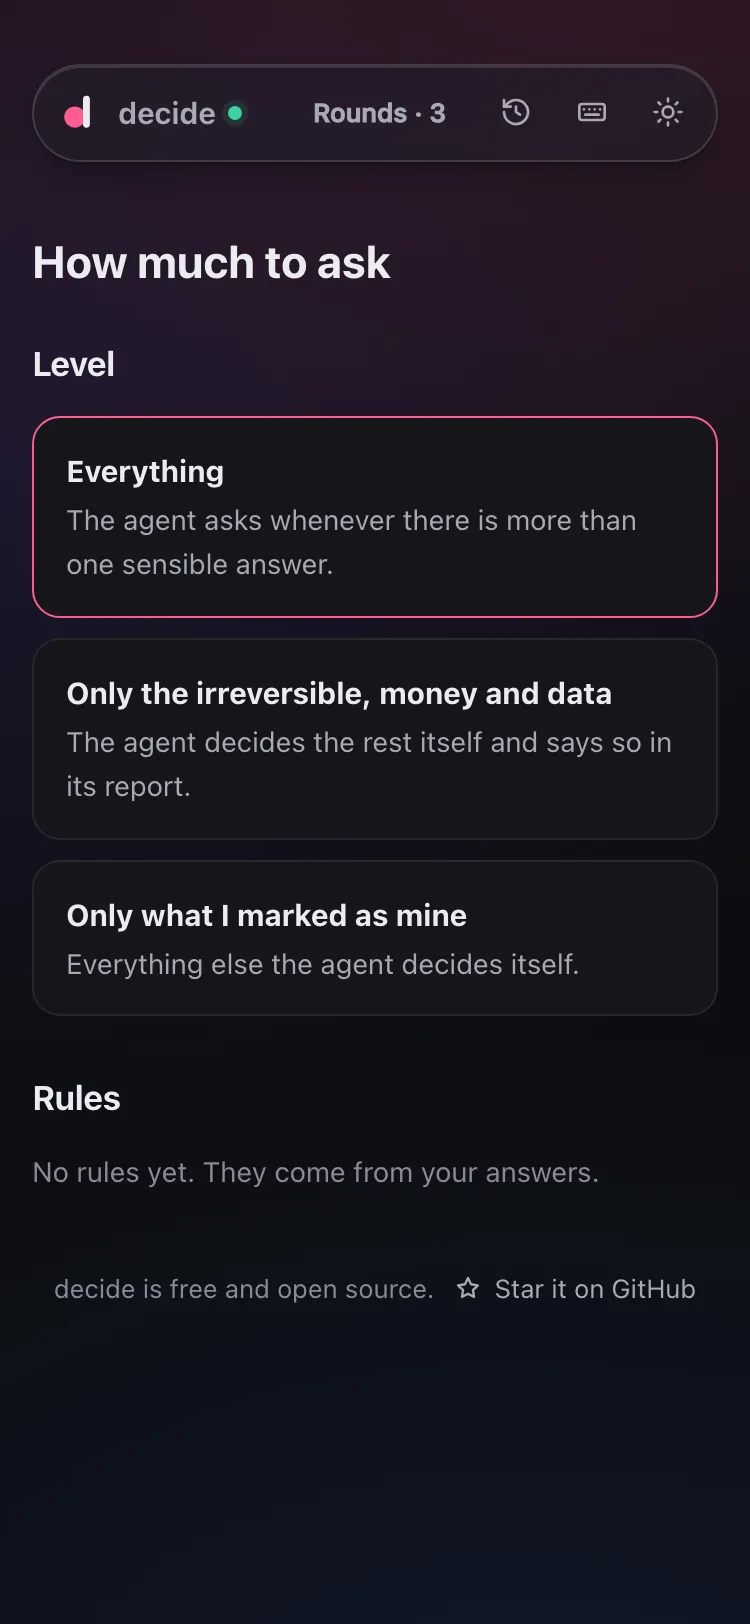 decide
Rounds · 3
How much to ask
Level
Everything
The agent asks whenever there is more than
one sensible answer.
Only the irreversible, money and data
The agent decides the rest itself and says so in
its report.
Only what I marked as mine
Everything else the agent decides itself.
Rules
No rules yet. They come from your answers.
decide is free and open source. Star it on GitHub